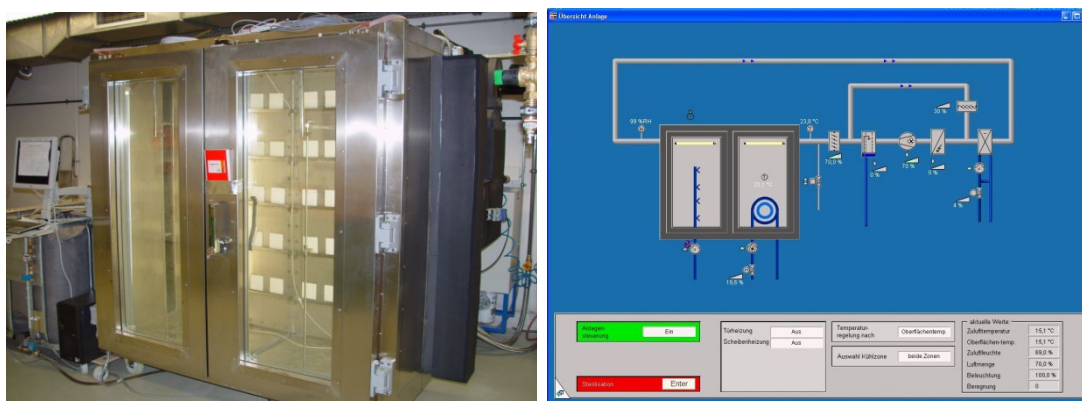 Übersicht Anlage
30 %
99 %RH
23,8 °C
70,0 %
0 %
70 %
0 %
4 %
15,6 %
Anlagen-
steuerung
Ein
Sterilisation
Enter
Türheizung
Aus
Scheibenheizung
Aus
Temperatur-
regelung nach
Oberflächentemp.
Auswahl Kühlzone
beide Zonen
aktuelle Werte:
Zulufttemperatur
15,1 °C
Oberflächen-temp.
15,1 °C
Zuluftfeuchte
69,0 %
Luftmenge
70,0 %
Beleuchtung
100,0 %
Beregnung
0